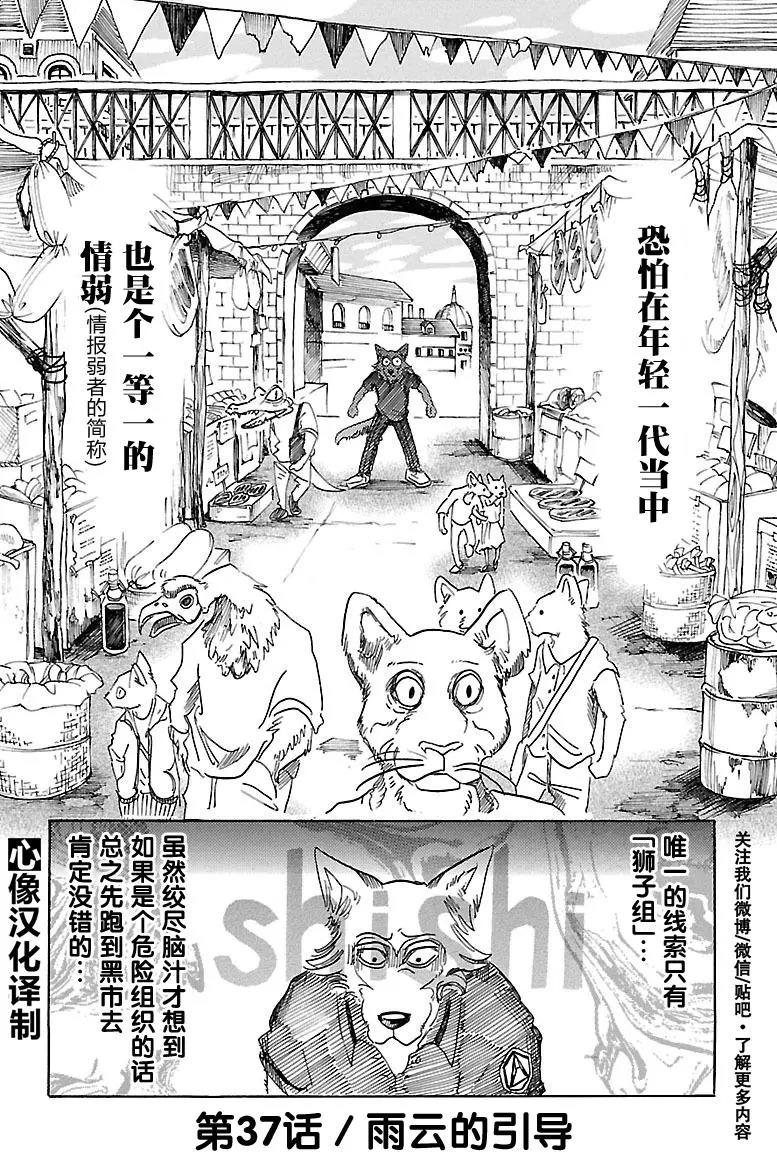 恐怕在年轻一代当中
也是个一等一的
情弱(情报弱者的简称)
唯一的线索只有
「狮子组」…
虽然绞尽脑汁才想到
如果是个危险组织的话
总之先跑到黑市去
肯定没错的…
shishi
关注我们微博/微信/贴吧·了解更多内容
心像汉化译制
第37话 / 雨云的引导